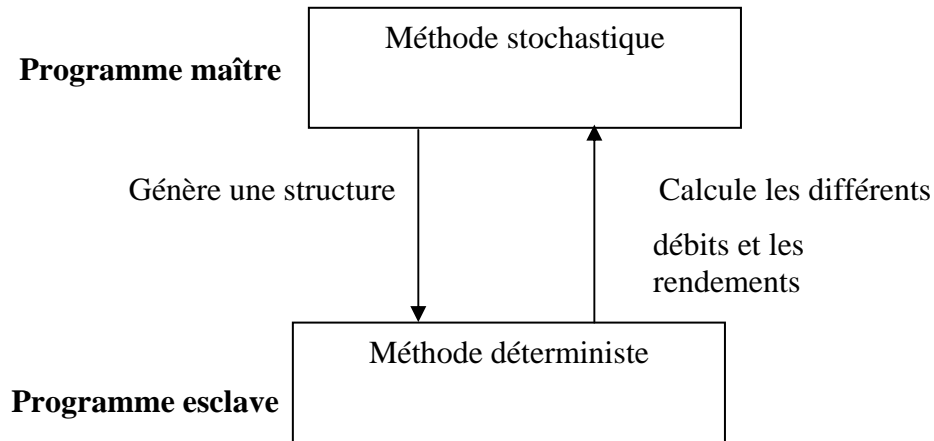 Méthode stochastique
Programme maître
Génère une structure
Calcule les différents
débits et les
rendements
Méthode déterministe
Programme esclave